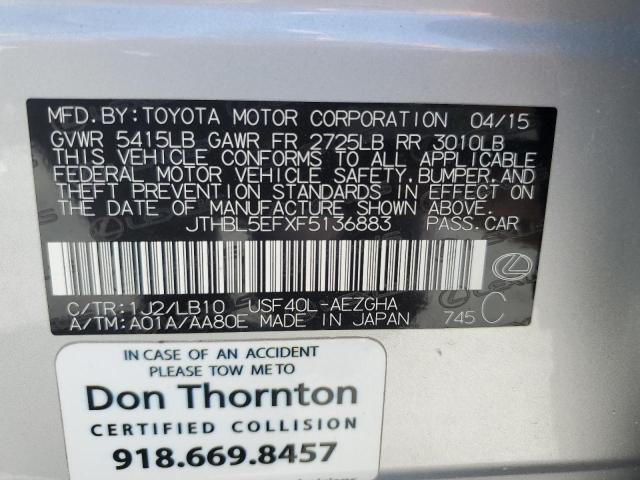 MFD. BY: TOYOTA MOTOR CORPORATION 04/15
GVWR 5415LB GAWR FR 2725LB RR 3010LB
THIS VEHICLE CONFORMS TO ALL APPLICABLE
FEDERAL MOTOR VEHICLE SAFETY, BUMPER, AND
THEFT PREVENTION STANDARDS IN EFFECT ON
THE DATE OF MANUFACTURE SHOWN ABOVE.
JTHBL5EFXF5136883 PASS. CAR
C/TR: 1J2/LB10 USF40L-AEZGHA
A/TM: A01A/AA80E MADE IN JAPAN 745 C
IN CASE OF AN ACCIDENT
PLEASE TOW ME TO
Don Thornton
CERTIFIED COLLISION
918.669.8457